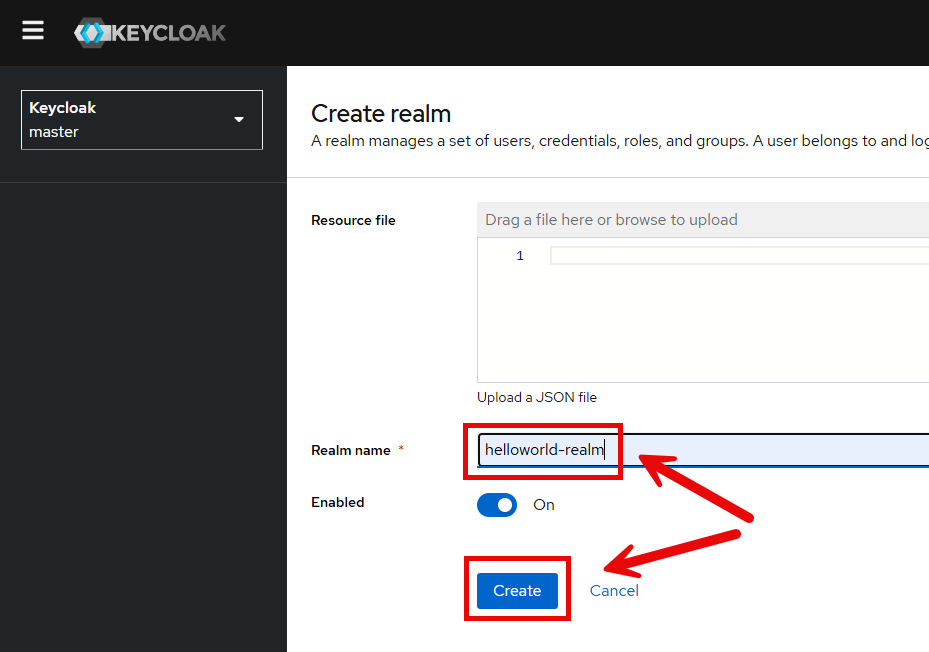 KEYCLOAK
Keycloak
master
Create realm
A realm manages a set of users, credentials, roles, and groups. A user belongs to and log
Resource file
Drag a file here or browse to upload
1
Upload a JSON file
Realm name *
helloworld-realm
Enabled
On
Create
Cancel